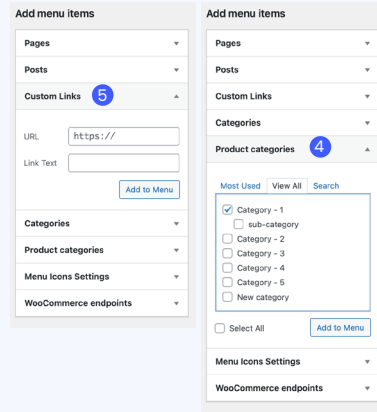 Add menu items
Pages
Posts
Custom Links 5
URL https://
Link Text
Add to Menu
Categories
Product categories
Menu Icons Settings
WooCommerce endpoints
Add menu items
Pages
Posts
Custom Links
Categories
Product categories 4
Most Used View All Search
Category - 1
sub-category
Category - 2
Category - 3
Category - 4
Category - 5
New category
Select All Add to Menu
Menu Icons Settings
WooCommerce endpoints